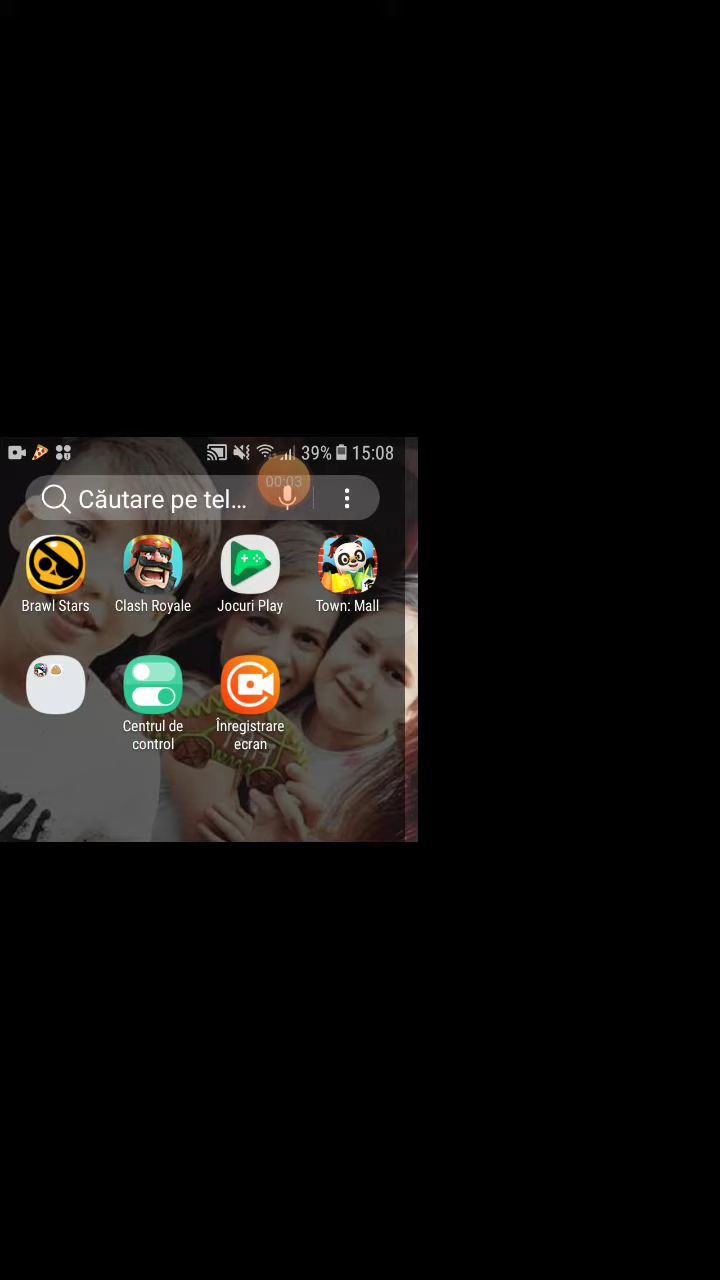 39% 15:08
00:03
Căutare pe tel...
Brawl Stars Clash Royale Jocuri Play Town: Mall
Centrul de control Înregistrare ecran